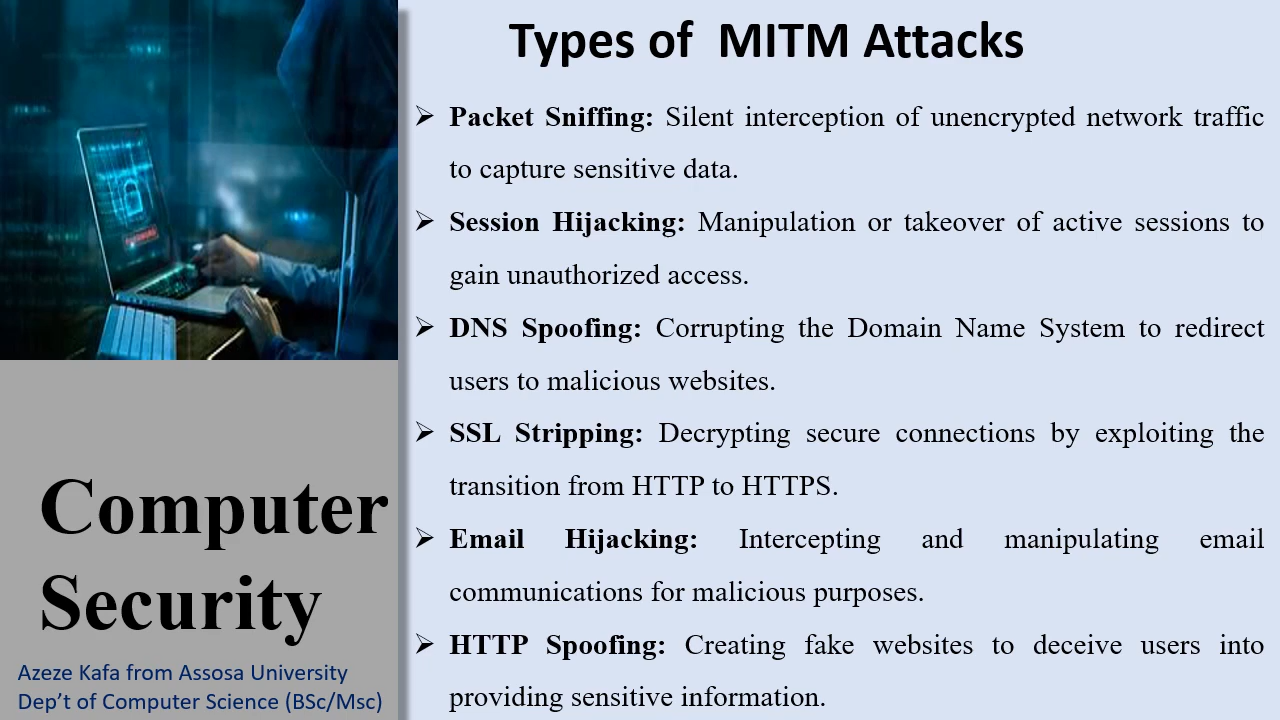 Types of MITM Attacks
➢ Packet Sniffing: Silent interception of unencrypted network traffic
to capture sensitive data.
➢ Session Hijacking: Manipulation or takeover of active sessions to
gain unauthorized access.
➢ DNS Spoofing: Corrupting the Domain Name System to redirect
users to malicious websites.
➢ SSL Stripping: Decrypting secure connections by exploiting the
transition from HTTP to HTTPS.
➢ Email Hijacking: Intercepting and manipulating email
communications for malicious purposes.
➢ HTTP Spoofing: Creating fake websites to deceive users into
providing sensitive information.
Computer
Security
Azeze Kafa from Assosa University
Dep’t of Computer Science (BSc/Msc)